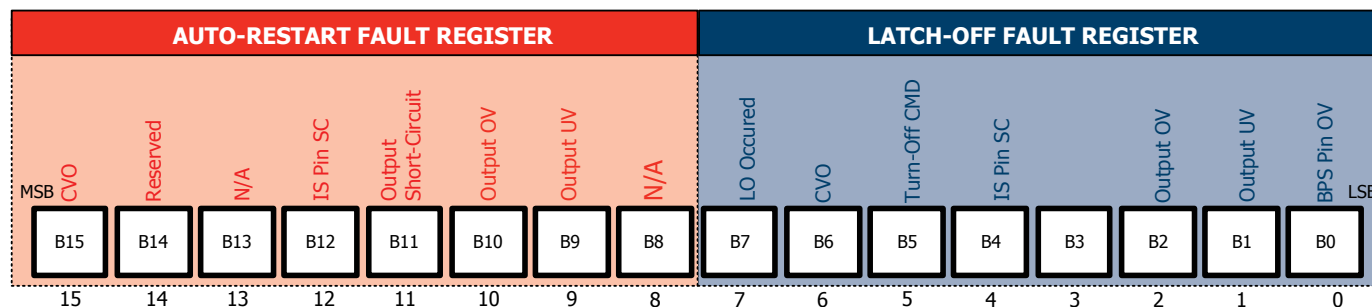 AUTO-RESTART FAULT REGISTER
LATCH-OFF FAULT REGISTER
MSB
CVO
Reserved
N/A
IS Pin SC
Output
Short-Circuit
Output OV
Output UV
N/A
LO Occured
CVO
Turn-Off CMD
IS Pin SC
Output OV
Output UV
BPS Pin OV
LSB
B15
B14
B13
B12
B11
B10
B9
B8
B7
B6
B5
B4
B3
B2
B1
B0
15
14
13
12
11
10
9
8
7
6
5
4
3
2
1
0